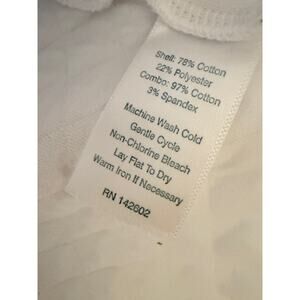 Shell: 78% Cotton
22% Polyester
Combo: 97% Cotton
3% Spandex
Machine Wash Cold
Gentle Cycle
Non-Chlorine Bleach
Lay Flat To Dry
Warm Iron If Necessary
RN 142602